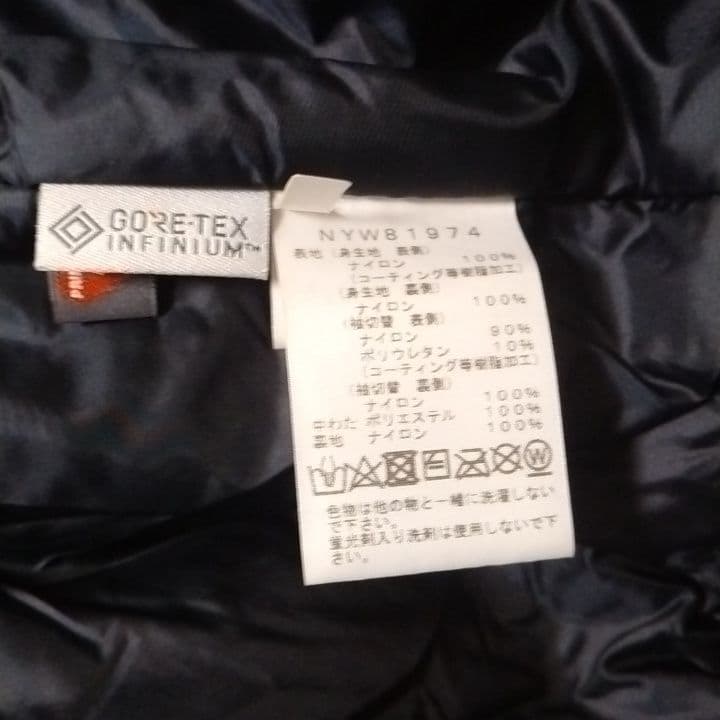 GORE-TEX
INFINIUM™
PRI
NYW81974
表地(身生地 表側)
ナイロン 100%
(コーティング等樹脂加工)
(身生地 裏側)
ナイロン 100%
(袖切替 表側)
ナイロン 90%
ポリウレタン 10%
(コーティング等樹脂加工)
(袖切替 裏側)
ナイロン 100%
中わた ポリエステル 100%
裏地 ナイロン 100%
W
色物は他の物と一緒に洗濯しない
で下さい。
蛍光剤入り洗剤は使用しないで下
さい。